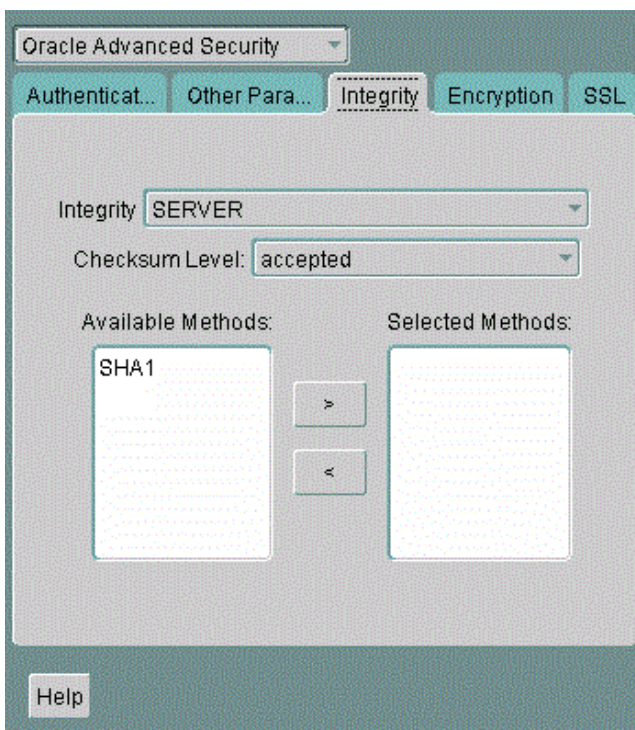 Oracle Advanced Security
Authenticat... Other Para... Integrity Encryption SSL
Integrity SERVER
Checksum Level: accepted
Available Methods: Selected Methods:
SHA1
>
<
Help